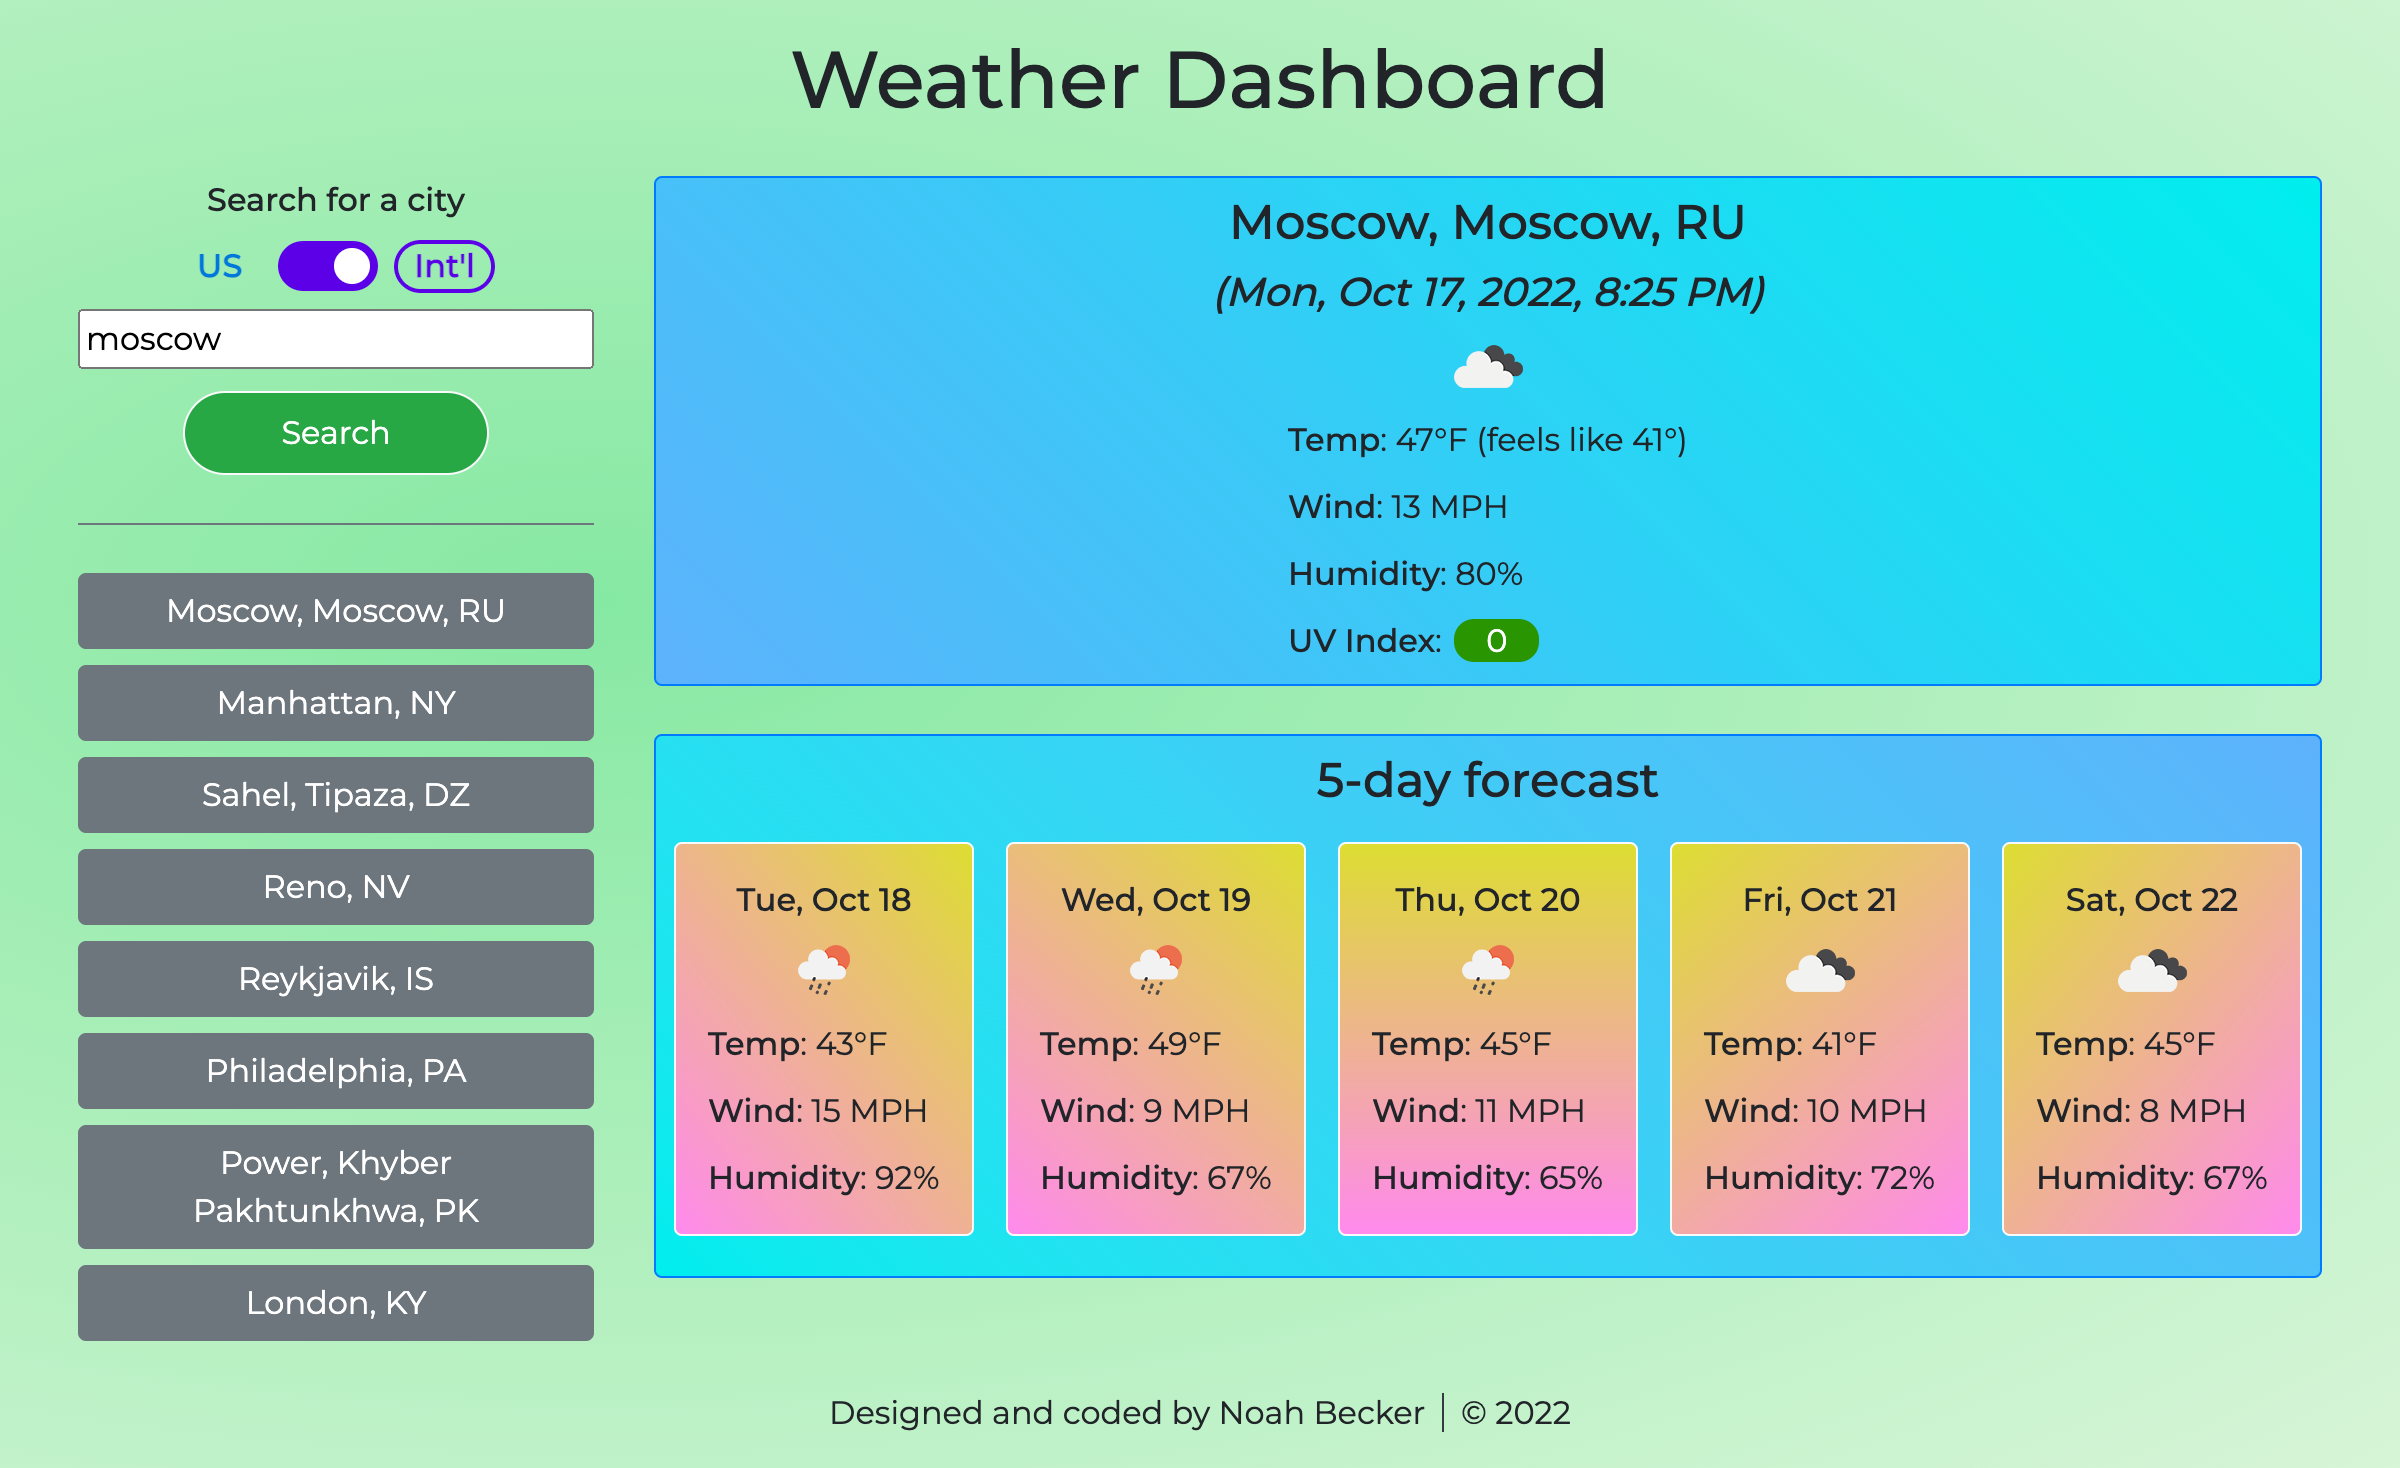 Weather Dashboard
Search for a city
US Int'l
moscow
Search
Moscow, Moscow, RU
Manhattan, NY
Sahel, Tipaza, DZ
Reno, NV
Reykjavik, IS
Philadelphia, PA
Power, Khyber
Pakhtunkhwa, PK
London, KY
Moscow, Moscow, RU
(Mon, Oct 17, 2022, 8:25 PM)
Temp: 47°F (feels like 41°)
Wind: 13 MPH
Humidity: 80%
UV Index: 0
5-day forecast
Tue, Oct 18
Temp: 43°F
Wind: 15 MPH
Humidity: 92%
Wed, Oct 19
Temp: 49°F
Wind: 9 MPH
Humidity: 67%
Thu, Oct 20
Temp: 45°F
Wind: 11 MPH
Humidity: 65%
Fri, Oct 21
Temp: 41°F
Wind: 10 MPH
Humidity: 72%
Sat, Oct 22
Temp: 45°F
Wind: 8 MPH
Humidity: 67%
Designed and coded by Noah Becker | © 2022